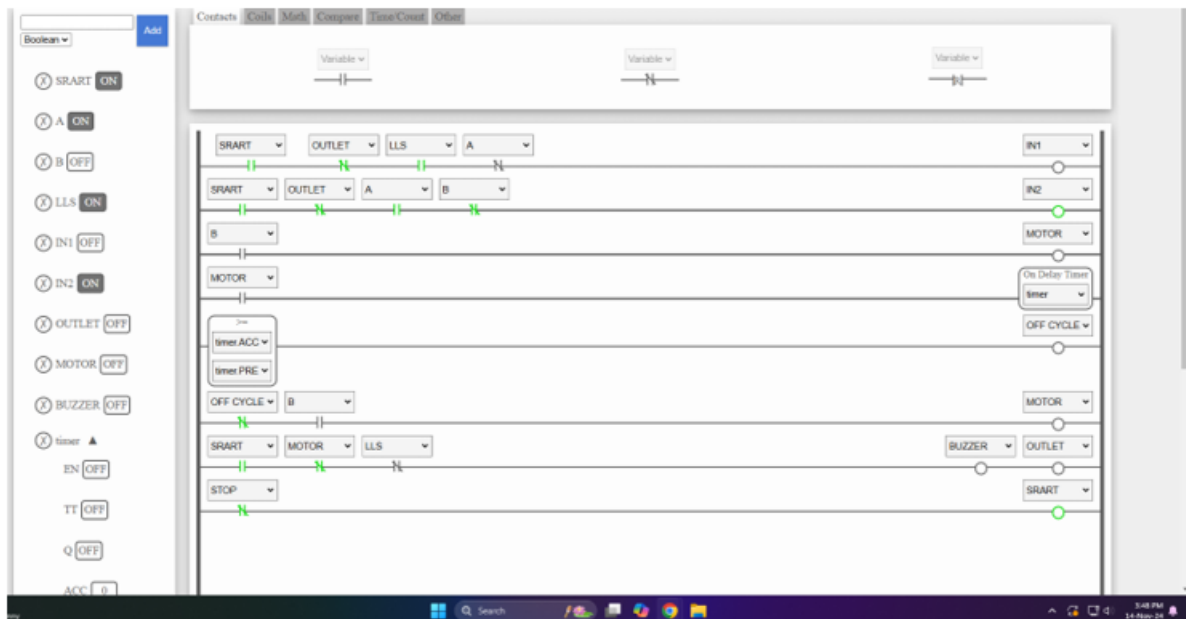 Contacts Coils Math Compare Time/Count Other
Add
Boolean
Variable Variable Variable
X SRART ON
X A ON
X B OFF
X LLS ON
X IN1 OFF
X IN2 ON
X OUTLET OFF
X MOTOR OFF
X BUZZER OFF
X timer ▲
EN OFF
TT OFF
Q OFF
ACC 0
SRART OUTLET LLS A IN1
SRART OUTLET A B IN2
B MOTOR
MOTOR On Delay Timer
timer
>= OFF CYCLE
timer.ACC
timer.PRE
OFF CYCLE B MOTOR
SRART MOTOR LLS BUZZER OUTLET
STOP SRART
Search
3:48 PM
14-Nov-24